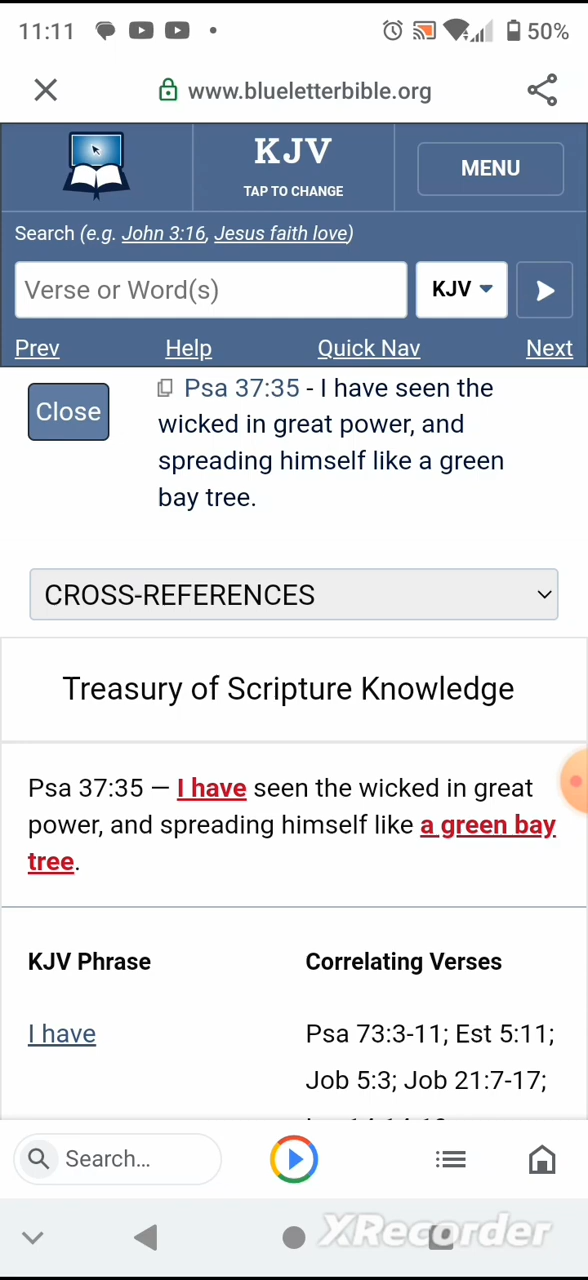 11:11
50%
www.blueletterbible.org
KJV
TAP TO CHANGE
MENU
Search (e.g. John 3:16, Jesus faith love)
Verse or Word(s)
KJV
Prev
Help
Quick Nav
Next
Close
Psa 37:35 - I have seen the
wicked in great power, and
spreading himself like a green
bay tree.
CROSS-REFERENCES
Treasury of Scripture Knowledge
Psa 37:35 — I have seen the wicked in great
power, and spreading himself like a green bay
tree.
KJV Phrase
Correlating Verses
I have
Psa 73:3-11; Est 5:11;
Job 5:3; Job 21:7-17;
Search...
XRecorder